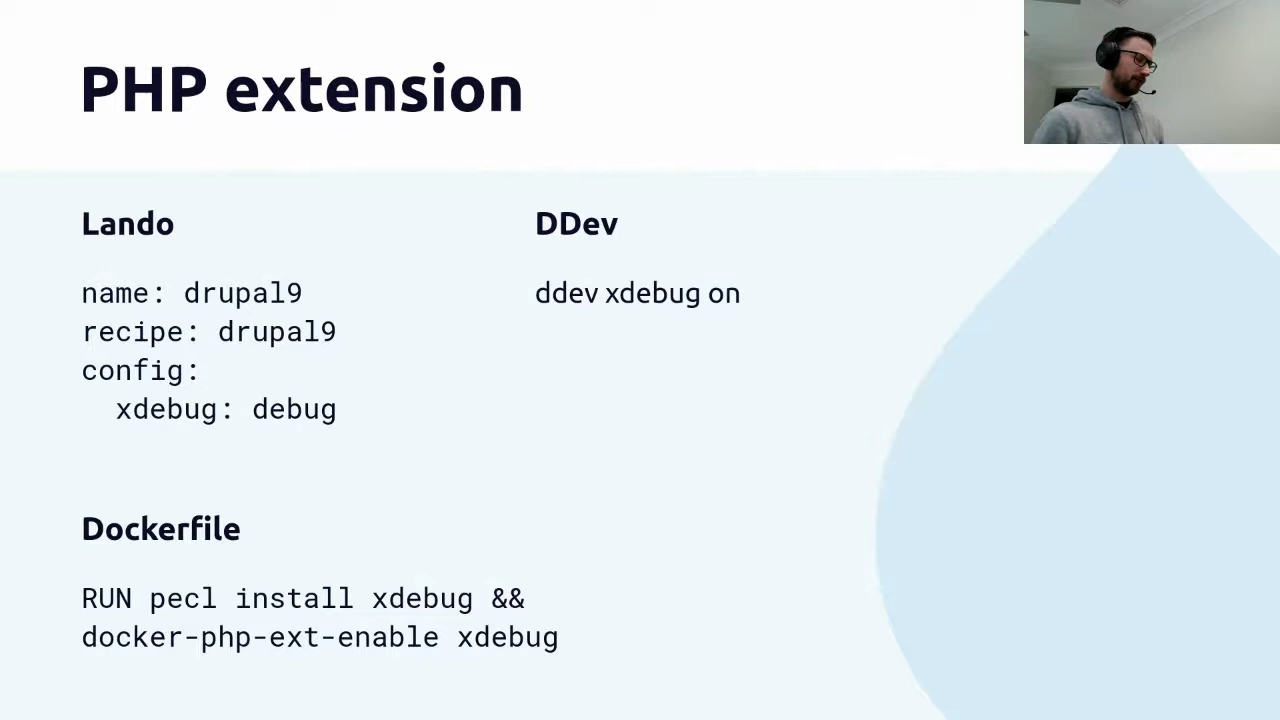 PHP extension
Lando
name: drupal9
recipe: drupal9
config:
  xdebug: debug
DDev
ddev xdebug on
Dockerfile
RUN pecl install xdebug &&
docker-php-ext-enable xdebug